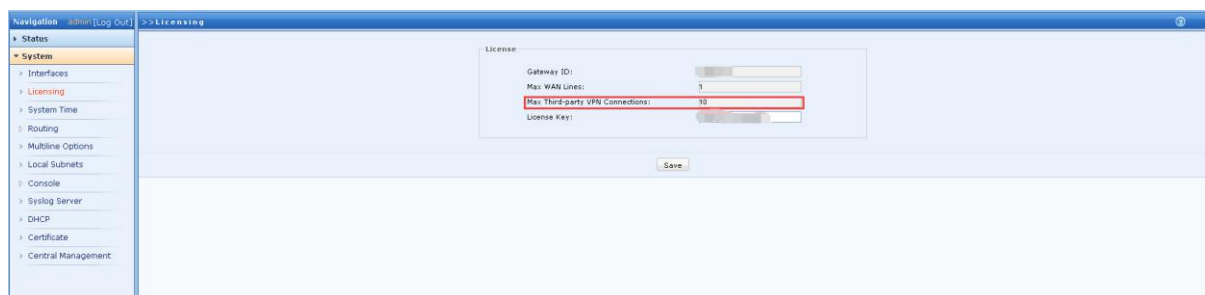 Navigation admin [Log Out] >>Licensing
Status
System
Interfaces
Licensing
System Time
Routing
Multiline Options
Local Subnets
Console
Syslog Server
DHCP
Certificate
Central Management
License
Gateway ID:
Max WAN Lines: 1
Max Third-party VPN Connections: 10
License Key:
Save